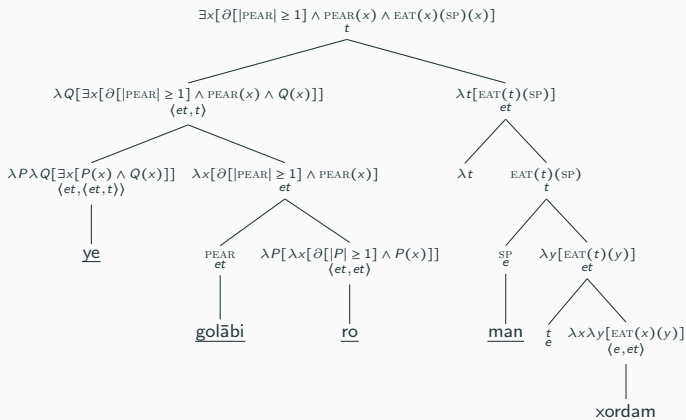 ∃x[∂[|PEAR| ≥ 1] ∧ PEAR(x) ∧ EAT(x)(SP)(x)]
t
λQ[∃x[∂[|PEAR| ≥ 1] ∧ PEAR(x) ∧ Q(x)]] λt[EAT(t)(SP)]
⟨et,t⟩ et
λPλQ[∃x[P(x) ∧ Q(x)]] λx[∂[|PEAR| ≥ 1] ∧ PEAR(x)] λt EAT(t)(SP)
⟨et,⟨et,t⟩⟩ et t
ye PEAR λP[λx[∂[|P| ≥ 1] ∧ P(x)]] SP λy[EAT(t)(y)]
et ⟨et,et⟩ e et
golābi ro man t λxλy[EAT(x)(y)]
e ⟨e,et⟩
xordam